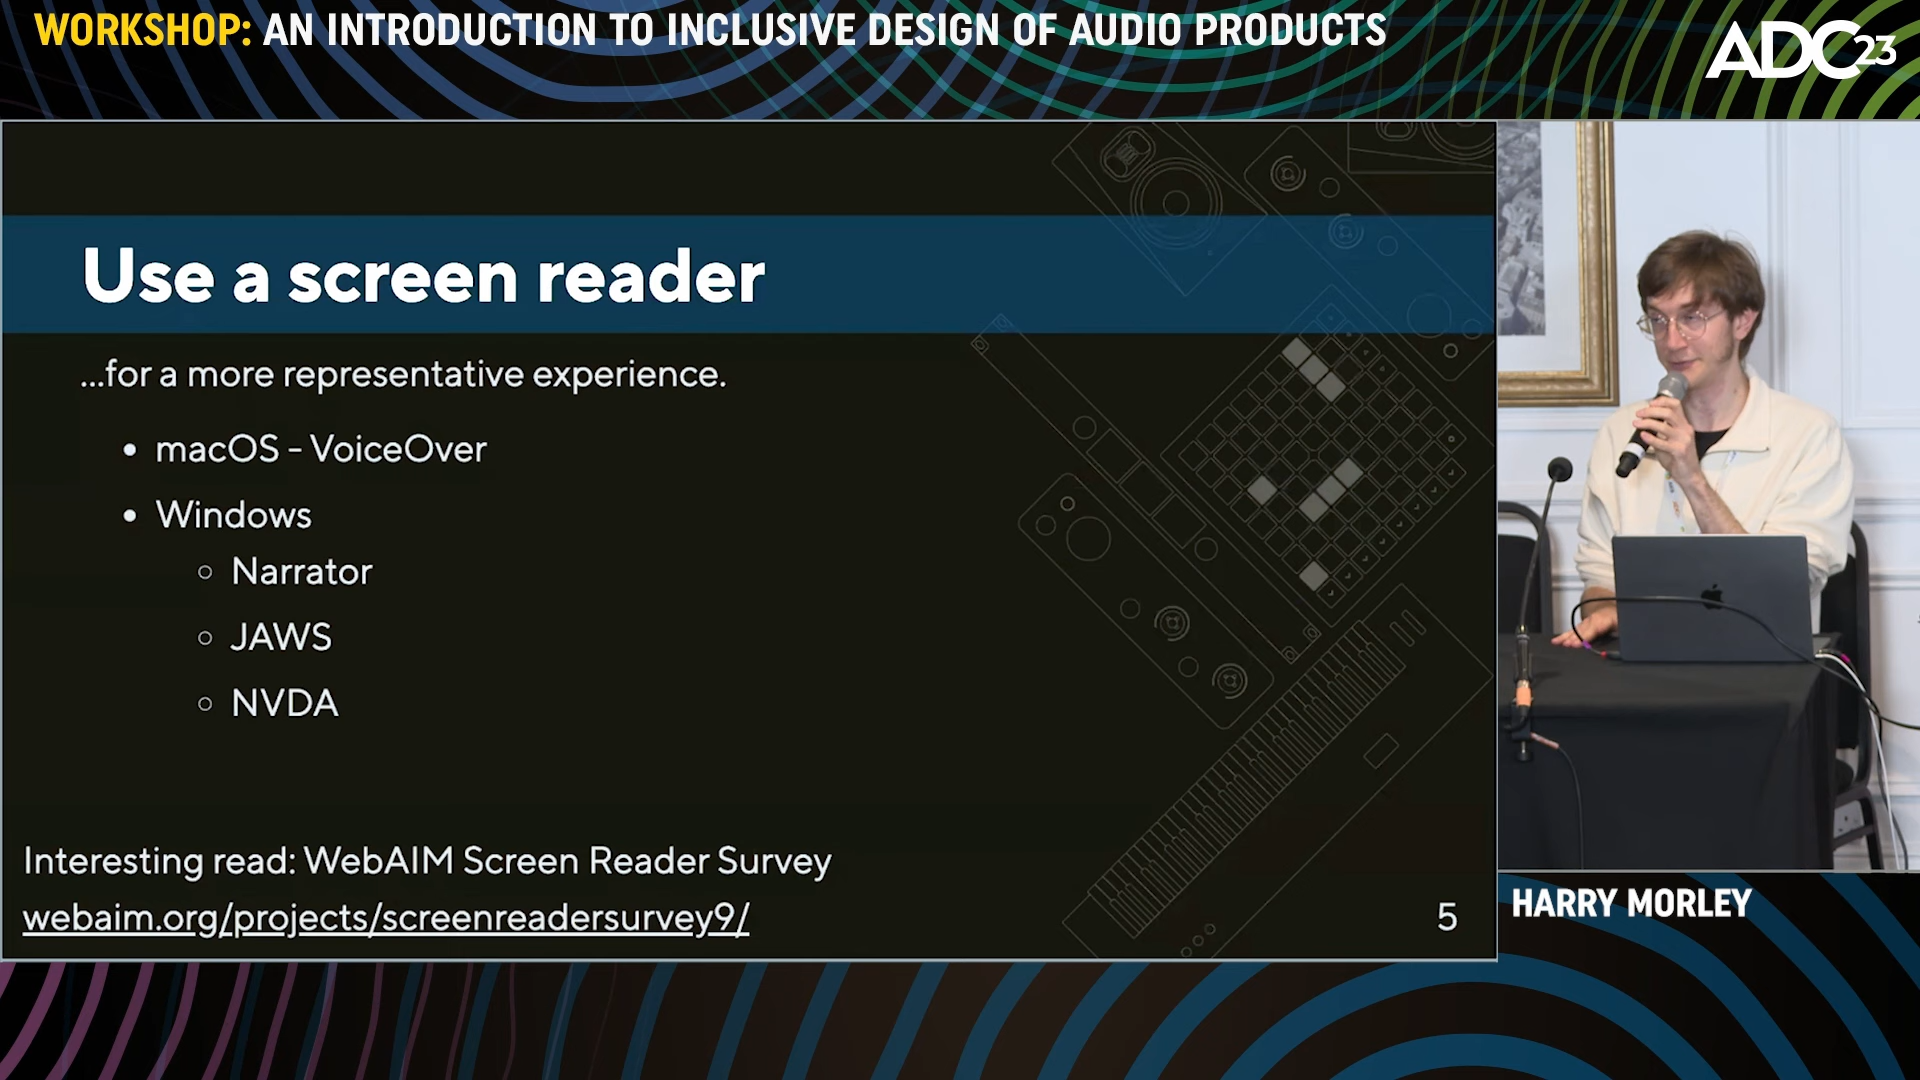 WORKSHOP: AN INTRODUCTION TO INCLUSIVE DESIGN OF AUDIO PRODUCTS
ADC23
Use a screen reader
...for a more representative experience.
• macOS - VoiceOver
• Windows
○ Narrator
○ JAWS
○ NVDA
Interesting read: WebAIM Screen Reader Survey
webaim.org/projects/screenreadersurvey9/
5
HARRY MORLEY